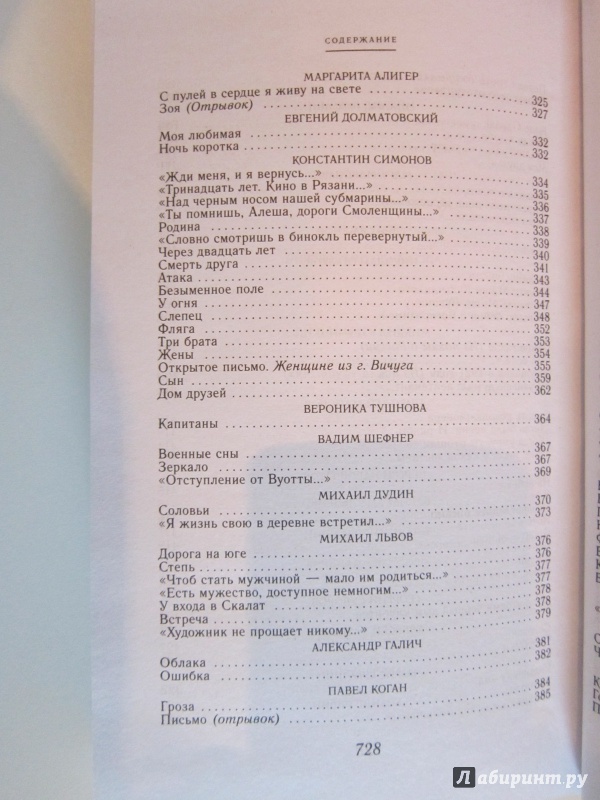 СОДЕРЖАНИЕ
МАРГАРИТА АЛИГЕР
С пулей в сердце я живу на свете 325
Зоя (Отрывок) 327
ЕВГЕНИЙ ДОЛМАТОВСКИЙ
Моя любимая 332
Ночь коротка 332
КОНСТАНТИН СИМОНОВ
«Жди меня, и я вернусь...» 334
«Тринадцать лет. Кино в Рязани...» 335
«Над черным носом нашей субмарины...» 336
«Ты помнишь, Алеша, дороги Смоленщины...» 337
Родина 338
«Словно смотришь в бинокль перевернутый...» 339
Через двадцать лет 340
Смерть друга 341
Атака 343
Безыменное поле 344
У огня 347
Слепец 348
Фляга 352
Три брата 353
Жены 354
Открытое письмо. Женщине из г. Вичуга 355
Сын 359
Дом друзей 362
ВЕРОНИКА ТУШНОВА
Капитаны 364
ВАДИМ ШЕФНЕР
Военные сны 367
Зеркало 367
«Отступление от Вуотты...» 369
МИХАИЛ ДУДИН
Соловьи 370
«Я жизнь свою в деревне встретил...» 373
МИХАИЛ ЛЬВОВ
Дорога на юге 376
Степь 376
«Чтоб стать мужчиной — мало им родиться...» 377
«Есть мужество, доступное немногим...» 377
У входа в Скалат 378
Встреча 378
«Художник не прощает никому...» 379
АЛЕКСАНДР ГАЛИЧ
Облака 381
Ошибка 382
ПАВЕЛ КОГАН
Гроза 384
Письмо (отрывок) 385
728
Лабиринт.ру